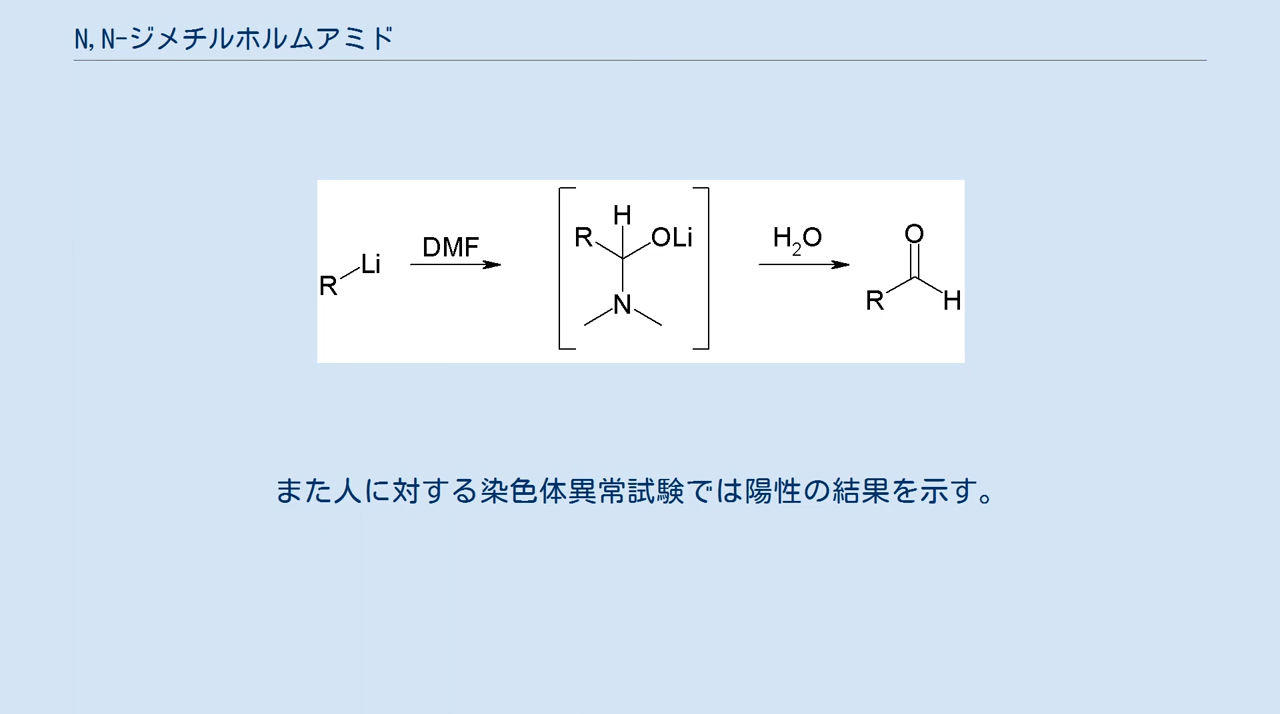 N,N-ジメチルホルムアミド
R Li
DMF
H
R OLi
N
H2O
O
R H
また人に対する染色体異常試験では陽性の結果を示す。